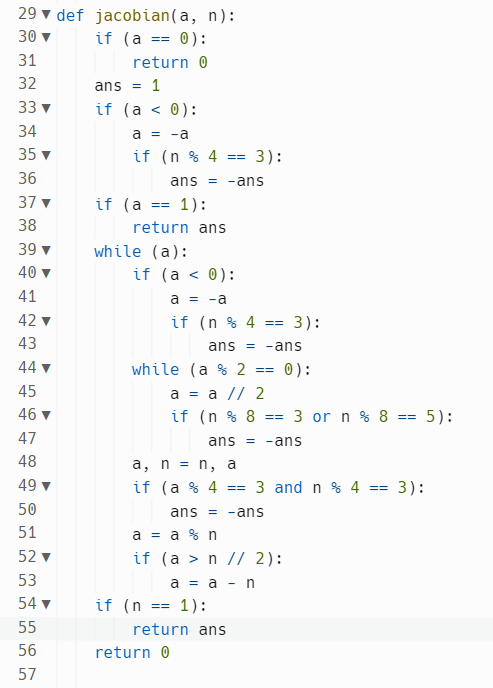 29 ▼ def jacobian(a, n):
30 ▼     if (a == 0):
31             return 0
32         ans = 1
33 ▼     if (a < 0):
34             a = -a
35 ▼         if (n % 4 == 3):
36                 ans = -ans
37 ▼     if (a == 1):
38             return ans
39 ▼     while (a):
40 ▼         if (a < 0):
41                 a = -a
42 ▼             if (n % 4 == 3):
43                     ans = -ans
44 ▼         while (a % 2 == 0):
45                 a = a // 2
46 ▼             if (n % 8 == 3 or n % 8 == 5):
47                     ans = -ans
48             a, n = n, a
49 ▼         if (a % 4 == 3 and n % 4 == 3):
50                 ans = -ans
51             a = a % n
52 ▼         if (a > n // 2):
53                 a = a - n
54 ▼     if (n == 1):
55             return ans
56         return 0
57